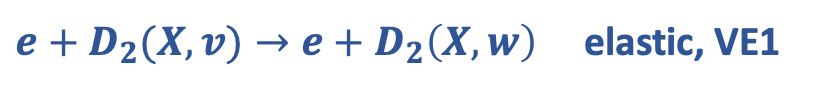 e + D₂(X, v) → e + D₂(X, w) elastic, VE1